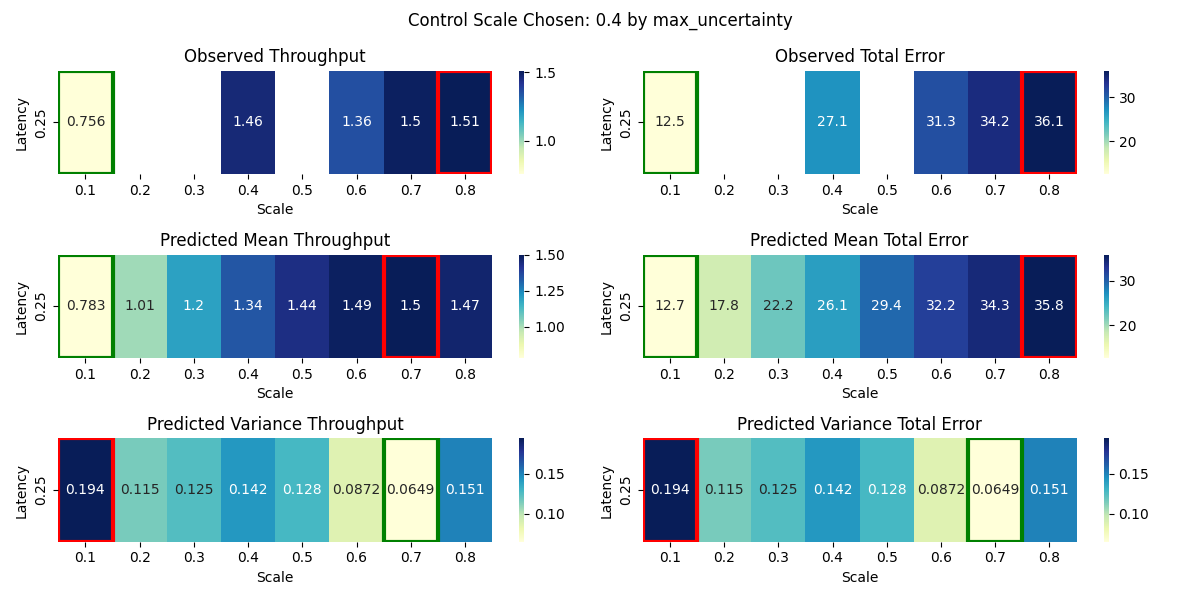 Control Scale Chosen: 0.4 by max_uncertainty
Observed Throughput
Latency
0.25
0.756
1.46
1.36
1.5
1.51
0.1 0.2 0.3 0.4 0.5 0.6 0.7 0.8
Scale
1.5
1.0
Observed Total Error
Latency
0.25
12.5
27.1
31.3
34.2
36.1
0.1 0.2 0.3 0.4 0.5 0.6 0.7 0.8
Scale
30
20
Predicted Mean Throughput
Latency
0.25
0.783 1.01 1.2 1.34 1.44 1.49 1.5 1.47
0.1 0.2 0.3 0.4 0.5 0.6 0.7 0.8
Scale
1.50
1.25
1.00
Predicted Mean Total Error
Latency
0.25
12.7 17.8 22.2 26.1 29.4 32.2 34.3 35.8
0.1 0.2 0.3 0.4 0.5 0.6 0.7 0.8
Scale
30
20
Predicted Variance Throughput
Latency
0.25
0.194 0.115 0.125 0.142 0.128 0.0872 0.0649 0.151
0.1 0.2 0.3 0.4 0.5 0.6 0.7 0.8
Scale
0.15
0.10
Predicted Variance Total Error
Latency
0.25
0.194 0.115 0.125 0.142 0.128 0.0872 0.0649 0.151
0.1 0.2 0.3 0.4 0.5 0.6 0.7 0.8
Scale
0.15
0.10